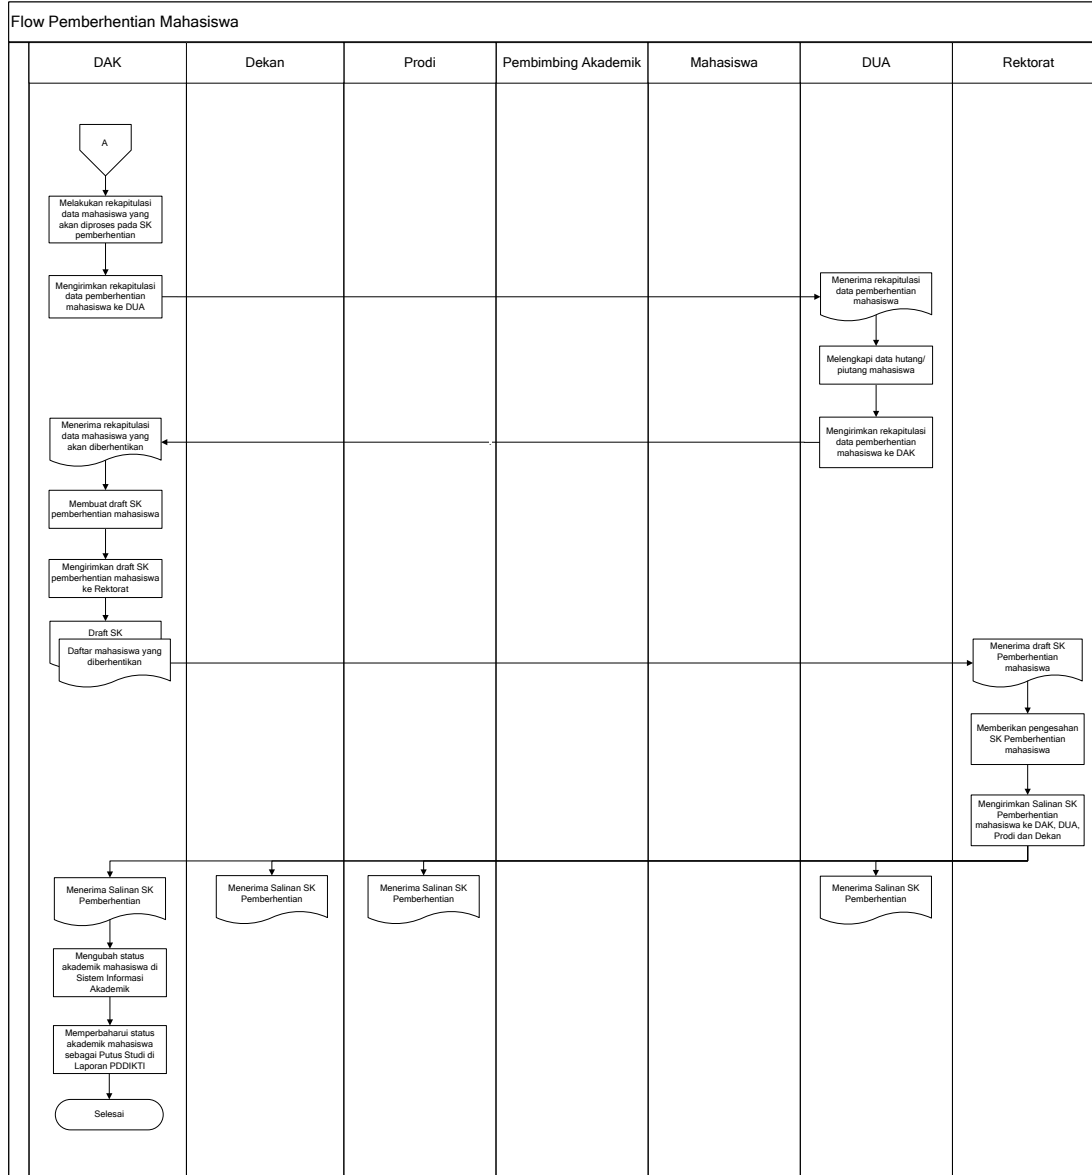 Flow Pemberhentian Mahasiswa
DAK
Dekan
Prodi
Pembimbing Akademik
Mahasiswa
DUA
Rektorat
A
Melakukan rekapitulasi
data mahasiswa yang
akan diproses pada SK
pemberhentian
Mengirimkan rekapitulasi
data pemberhentian
mahasiswa ke DUA
Menerima rekapitulasi
data pemberhentian
mahasiswa
Melengkapi data hutang/
piutang mahasiswa
Mengirimkan rekapitulasi
data pemberhentian
mahasiswa ke DAK
Menerima rekapitulasi
data mahasiswa yang
akan diberhentikan
Membuat draft SK
pemberhentian mahasiswa
Mengirimkan draft SK
pemberhentian mahasiswa
ke Rektorat
Draft SK
Daftar mahasiswa yang
diberhentikan
Menerima draft SK
Pemberhentian
mahasiswa
Memberikan pengesahan
SK Pemberhentian
mahasiswa
Mengirimkan Salinan SK
Pemberhentian
mahasiswa ke DAK, DUA,
Prodi dan Dekan
Menerima Salinan SK
Pemberhentian
Menerima Salinan SK
Pemberhentian
Menerima Salinan SK
Pemberhentian
Menerima Salinan SK
Pemberhentian
Mengubah status
akademik mahasiswa di
Sistem Informasi
Akademik
Memperbaharui status
akademik mahasiswa
sebagai Putus Studi di
Laporan PDDIKTI
Selesai